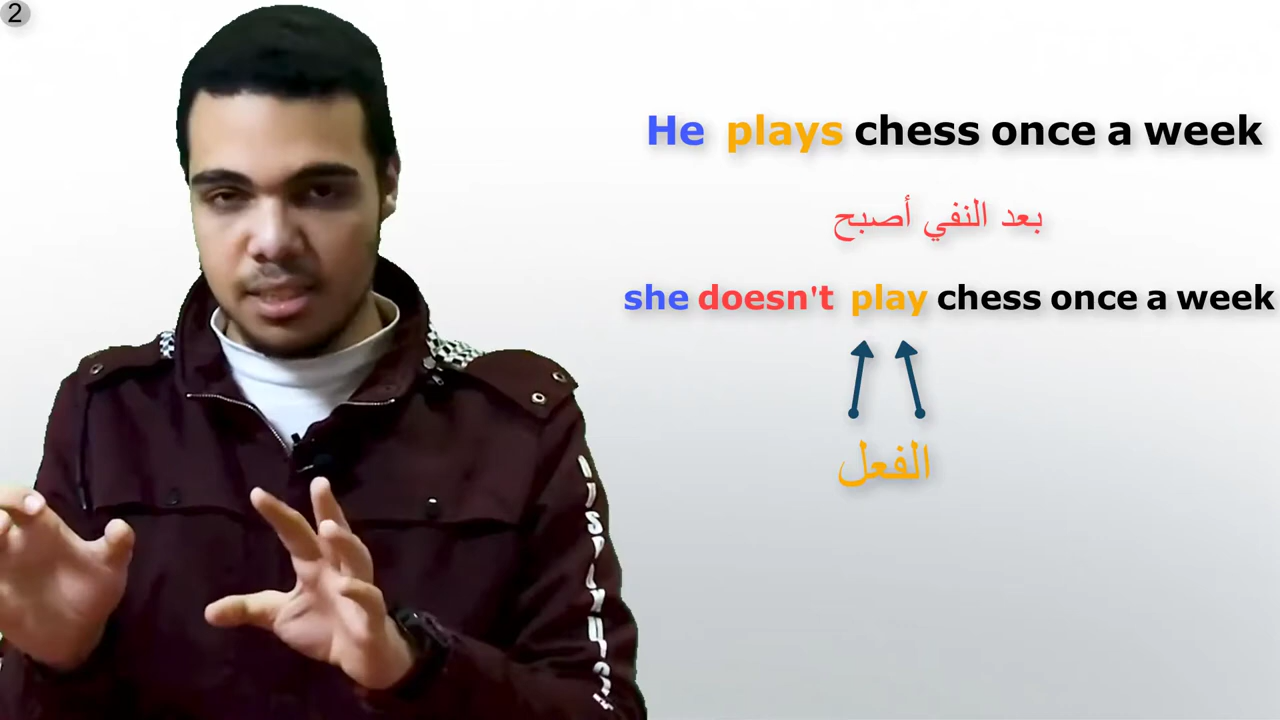 2
He plays chess once a week
بعد النفي أصبح
she doesn't play chess once a week
الفعل